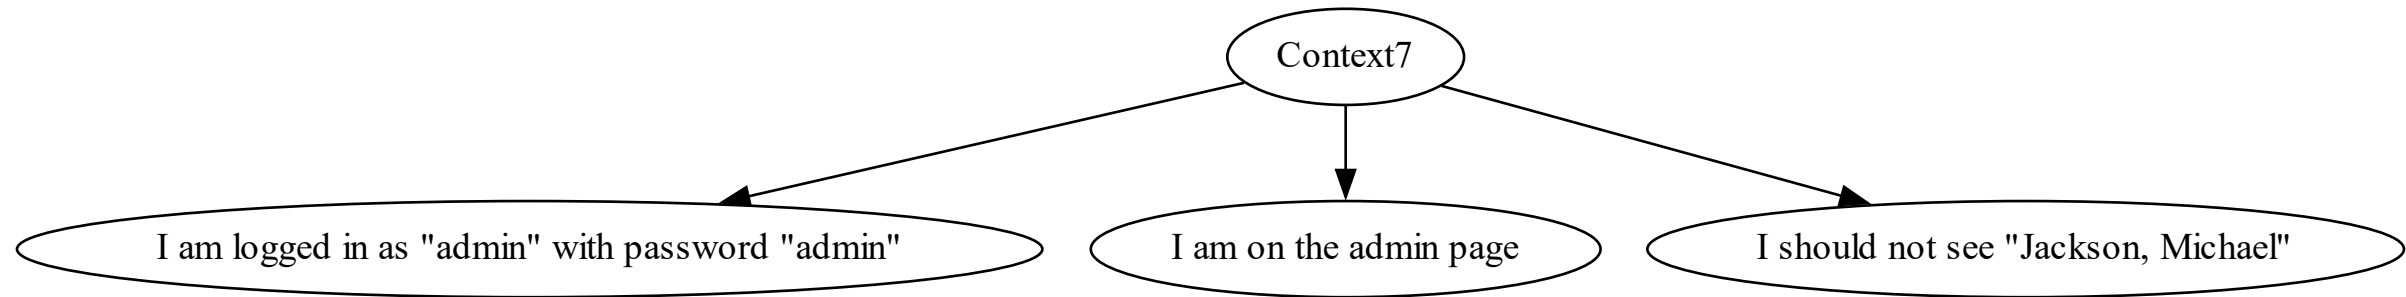 Context7
I am logged in as "admin" with password "admin"
I am on the admin page
I should not see "Jackson, Michael"